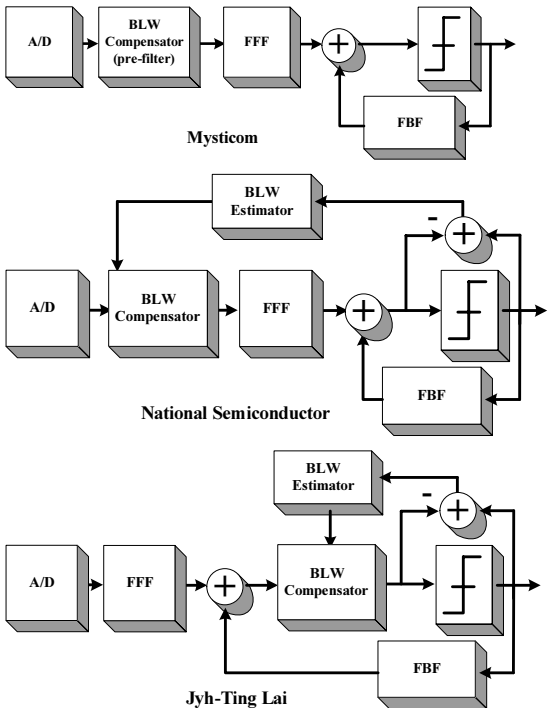 A/D
BLW
Compensator
(pre-filter)
FFF
+
FBF
Mysticom
BLW
Estimator
-
+
A/D
BLW
Compensator
FFF
+
FBF
National Semiconductor
BLW
Estimator
-
+
A/D
FFF
+
BLW
Compensator
FBF
Jyh-Ting Lai